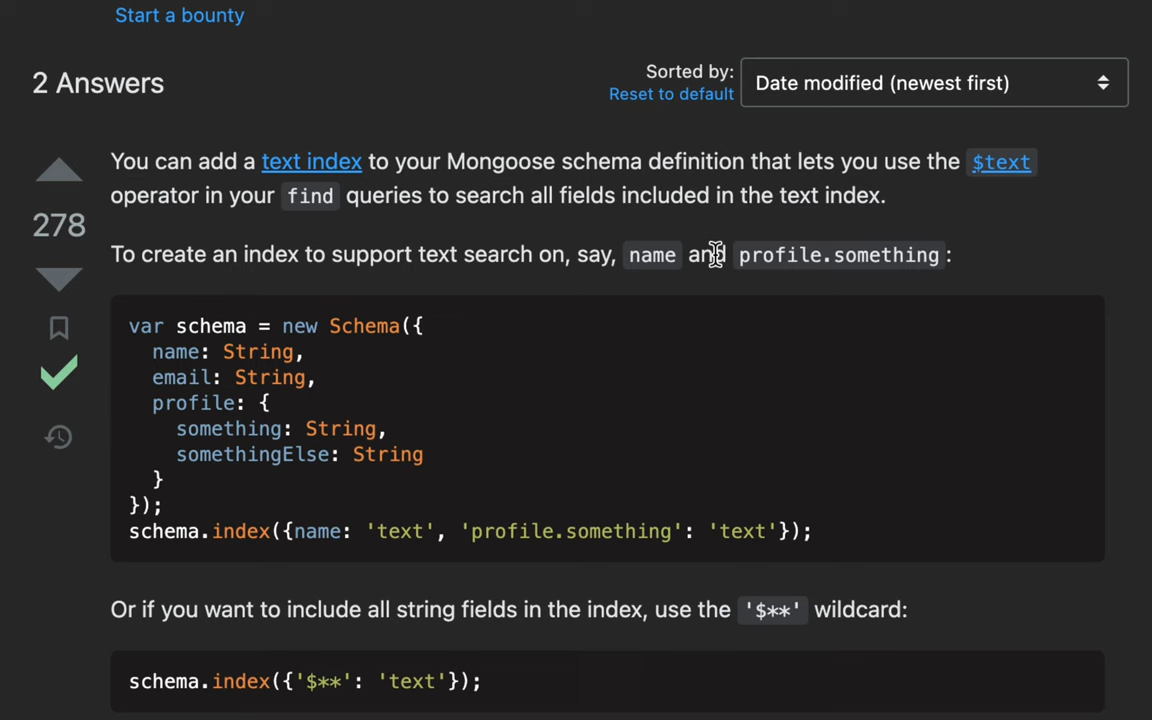 Start a bounty
2 Answers
Sorted by:
Reset to default
Date modified (newest first)
You can add a text index to your Mongoose schema definition that lets you use the $text
operator in your find queries to search all fields included in the text index.
278
To create an index to support text search on, say, name and profile.something:
var schema = new Schema({
  name: String,
  email: String,
  profile: {
    something: String,
    somethingElse: String
  }
});
schema.index({name: 'text', 'profile.something': 'text'});
Or if you want to include all string fields in the index, use the '$**' wildcard:
schema.index({'$**': 'text'});